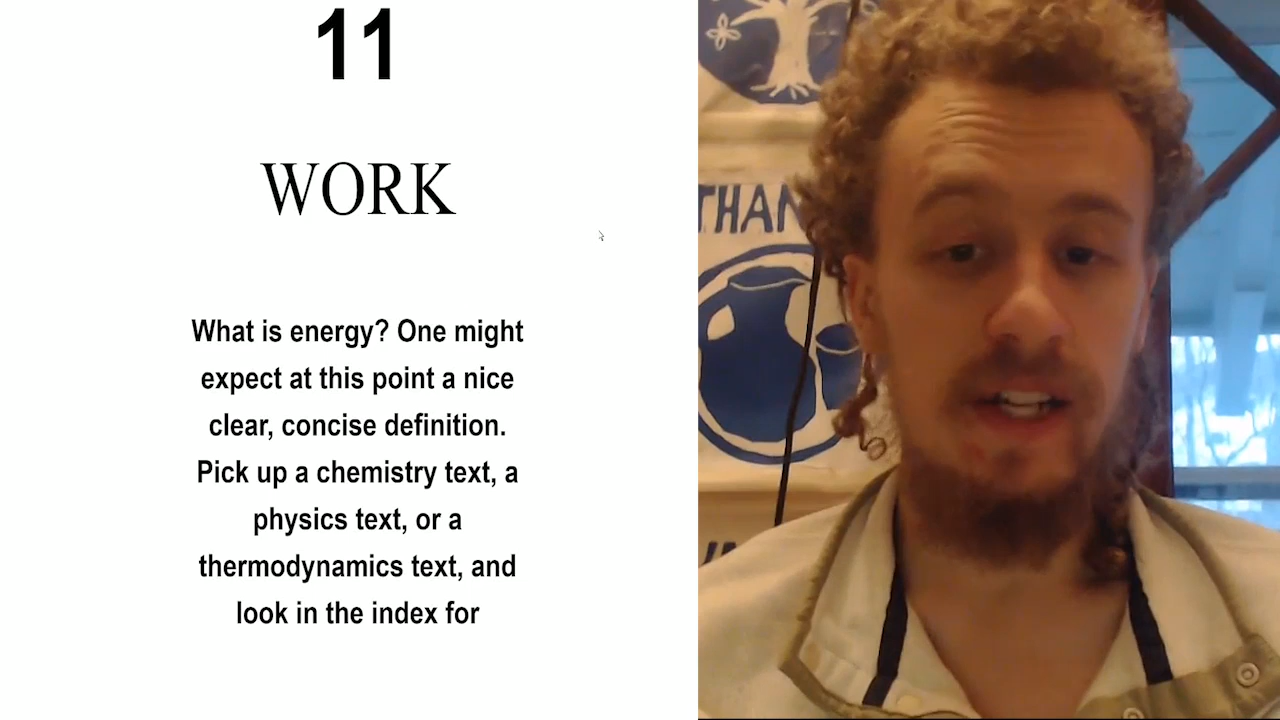 11
WORK
What is energy? One might
expect at this point a nice
clear, concise definition.
Pick up a chemistry text, a
physics text, or a
thermodynamics text, and
look in the index for
THAN